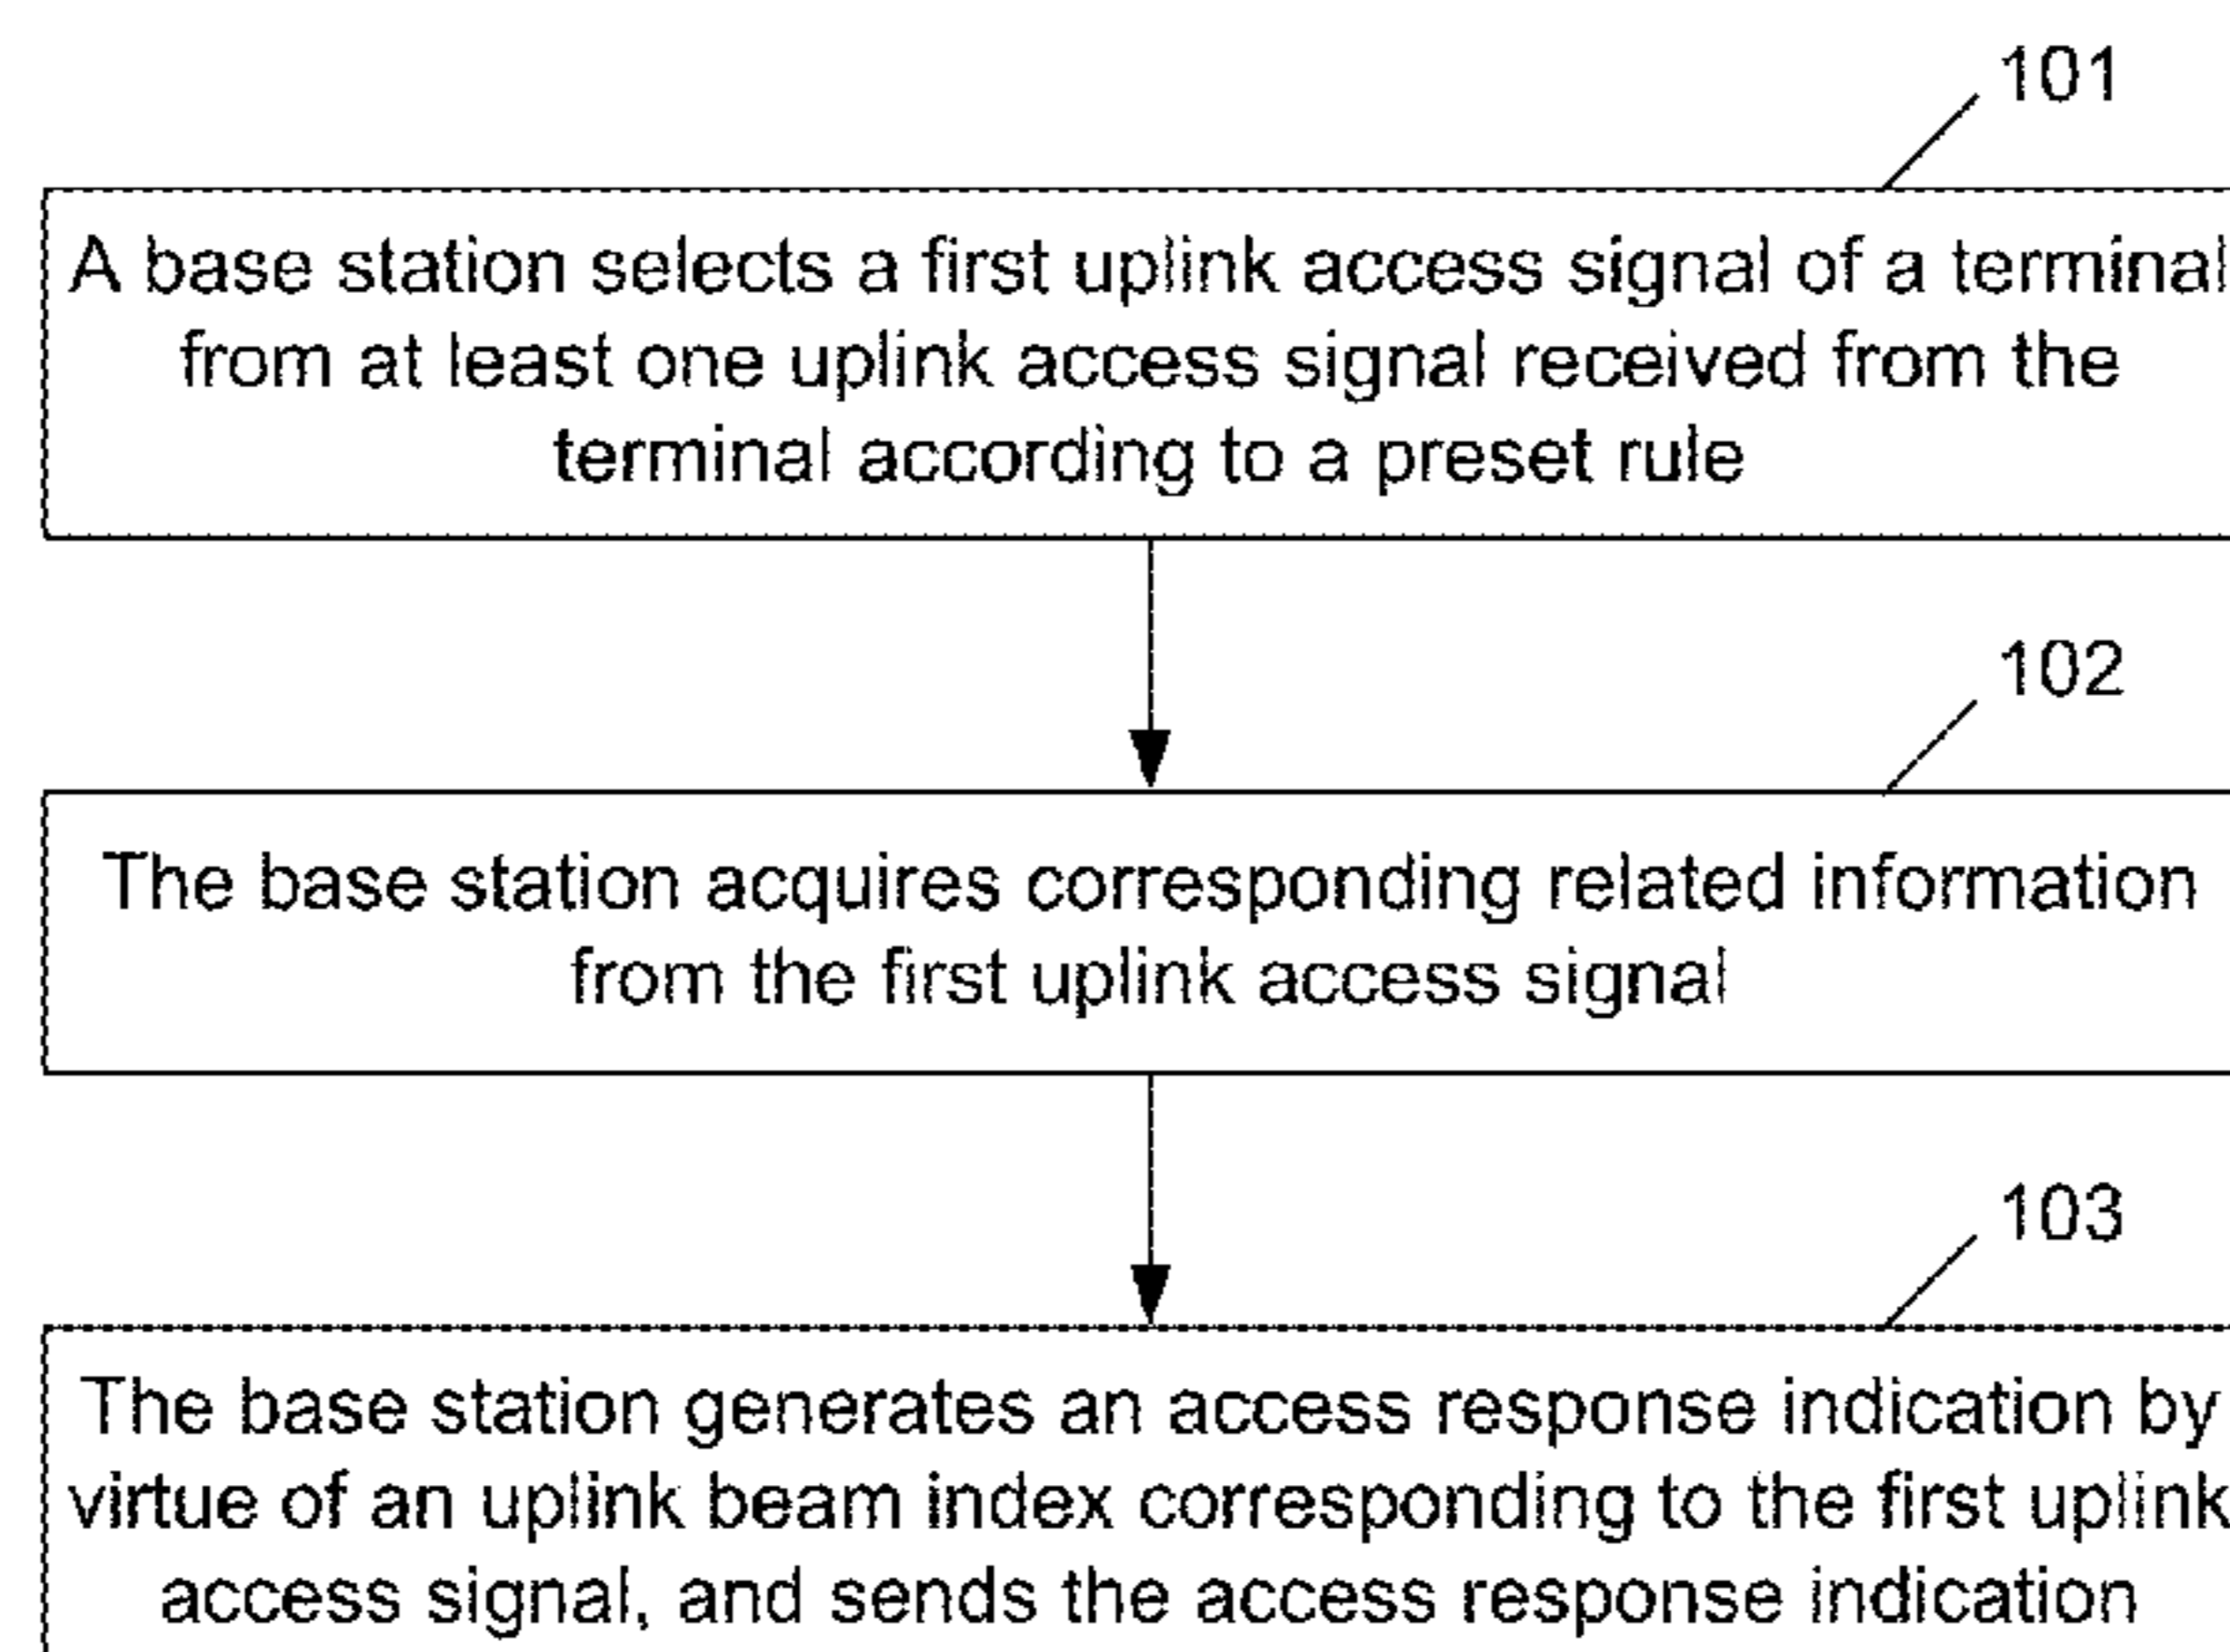 101
A base station selects a first uplink access signal of a terminal
from at least one uplink access signal received from the
terminal according to a preset rule
102
The base station acquires corresponding related information
from the first uplink access signal
103
The base station generates an access response indication by
virtue of an uplink beam index corresponding to the first uplink
access signal, and sends the access response indication